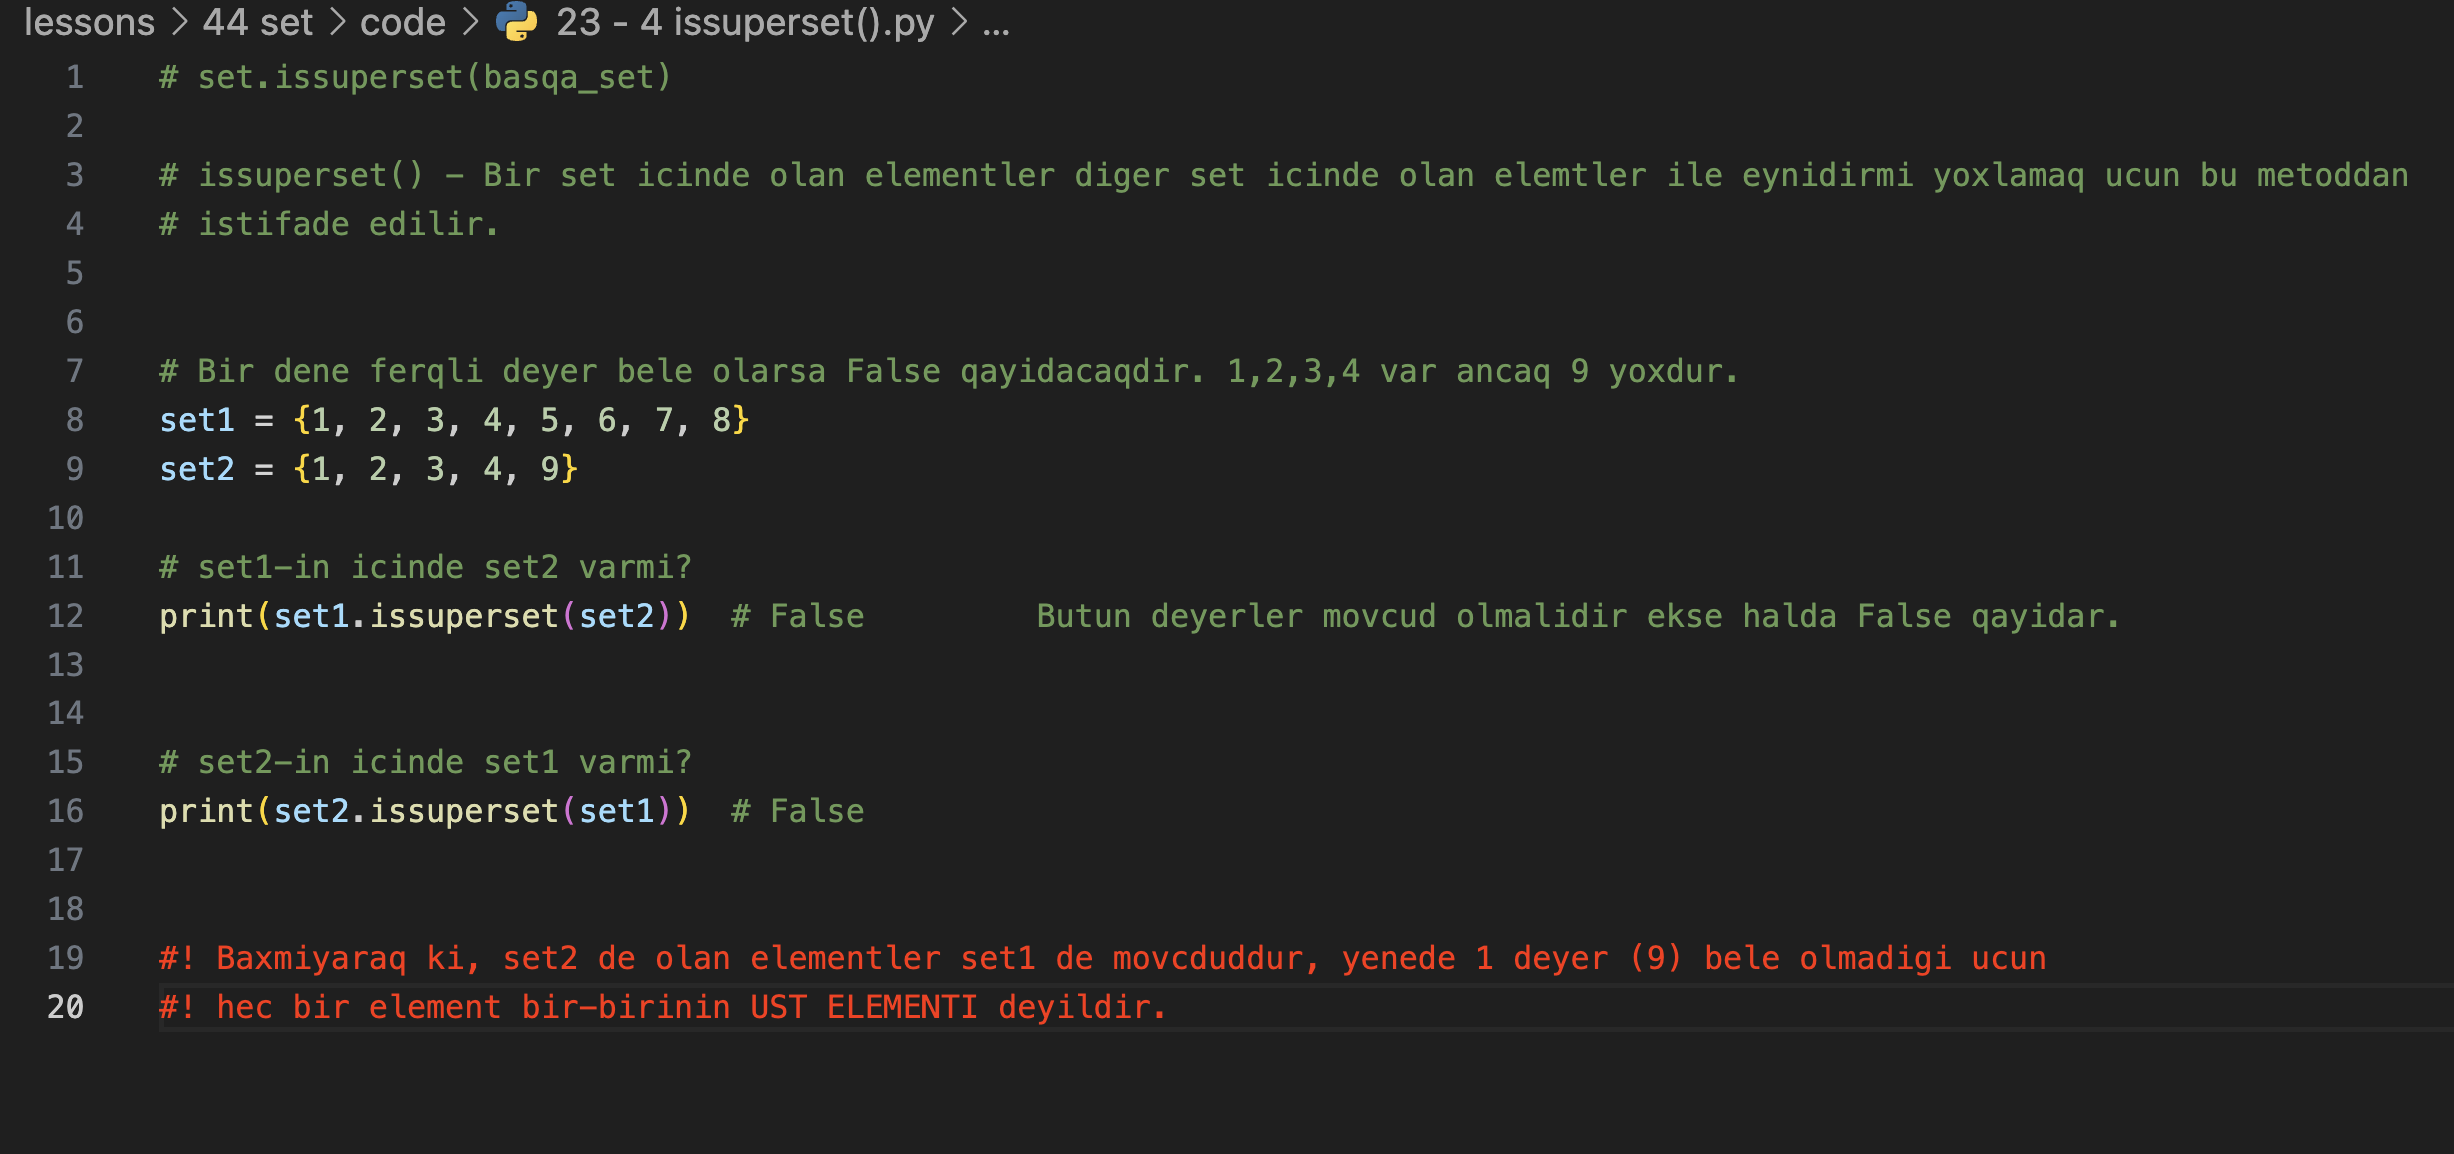 lessons > 44 set > code > 23 - 4 issuperset().py > ...
1 # set.issuperset(basqa_set)
2
3 # issuperset() - Bir set icinde olan elementler diger set icinde olan elemtler ile eynidirmi yoxlamaq ucun bu metoddan
4 # istifade edilir.
5
6
7 # Bir dene ferqli deyer bele olarsa False qayidacaqdir. 1,2,3,4 var ancaq 9 yoxdur.
8 set1 = {1, 2, 3, 4, 5, 6, 7, 8}
9 set2 = {1, 2, 3, 4, 9}
10
11 # set1-in icinde set2 varmi?
12 print(set1.issuperset(set2))  # False         Butun deyerler movcud olmalidir ekse halda False qayidar.
13
14
15 # set2-in icinde set1 varmi?
16 print(set2.issuperset(set1))  # False
17
18
19 #! Baxmiyaraq ki, set2 de olan elementler set1 de movcduddur, yenede 1 deyer (9) bele olmadigi ucun
20 #! hec bir element bir-birinin UST ELEMENTI deyildir.